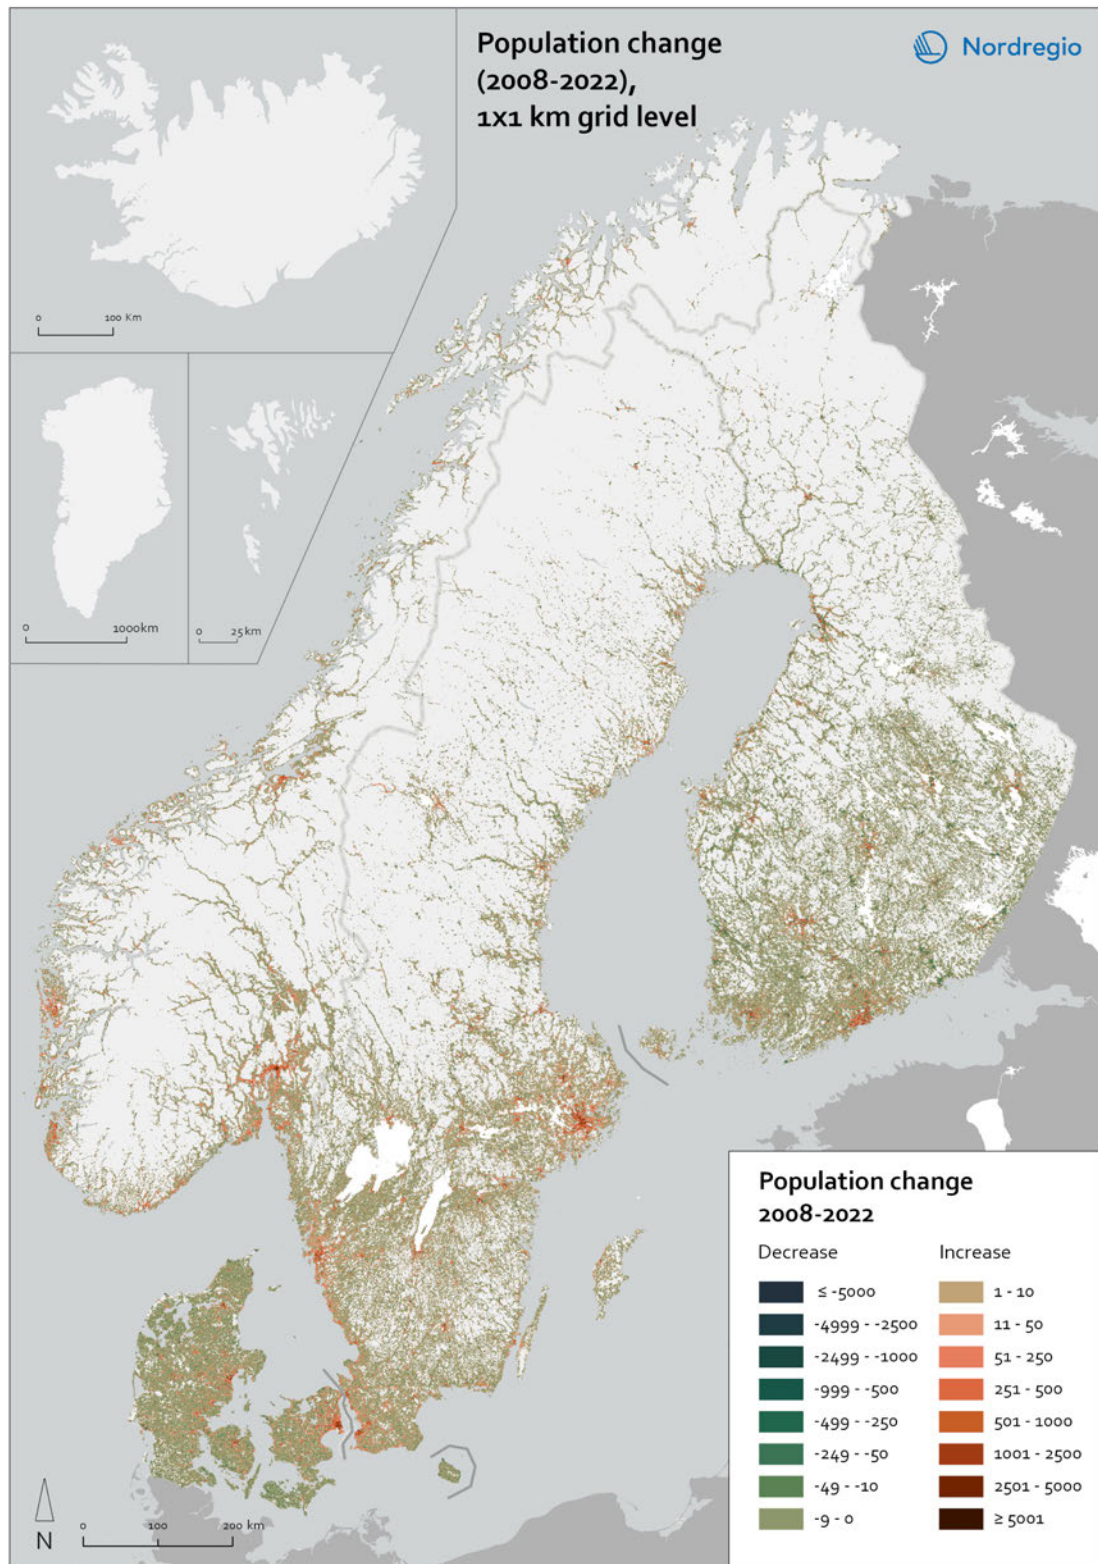 Population change
(2008-2022),
1x1 km grid level
Nordregio
0 100 Km
0 1000km
0 25km
Population change
2008-2022
Decrease
≤ -5000
-4999 - -2500
-2499 - -1000
-999 - -500
-499 - -250
-249 - -50
-49 - -10
-9 - 0
Increase
1 - 10
11 - 50
51 - 250
251 - 500
501 - 1000
1001 - 2500
2501 - 5000
≥ 5001
N
0 100 200 km